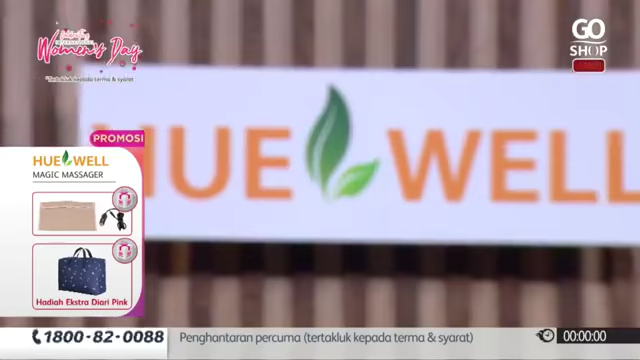 International
Women's Day
*Tertakluk kepada terma & syarat
GO
SHOP
HUE WELL
PROMOSI
HUE WELL
MAGIC MASSAGER
Hadiah Ekstra Diari Pink
1800-82-0088
Penghantaran percuma (tertakluk kepada terma & syarat)
00:00:00